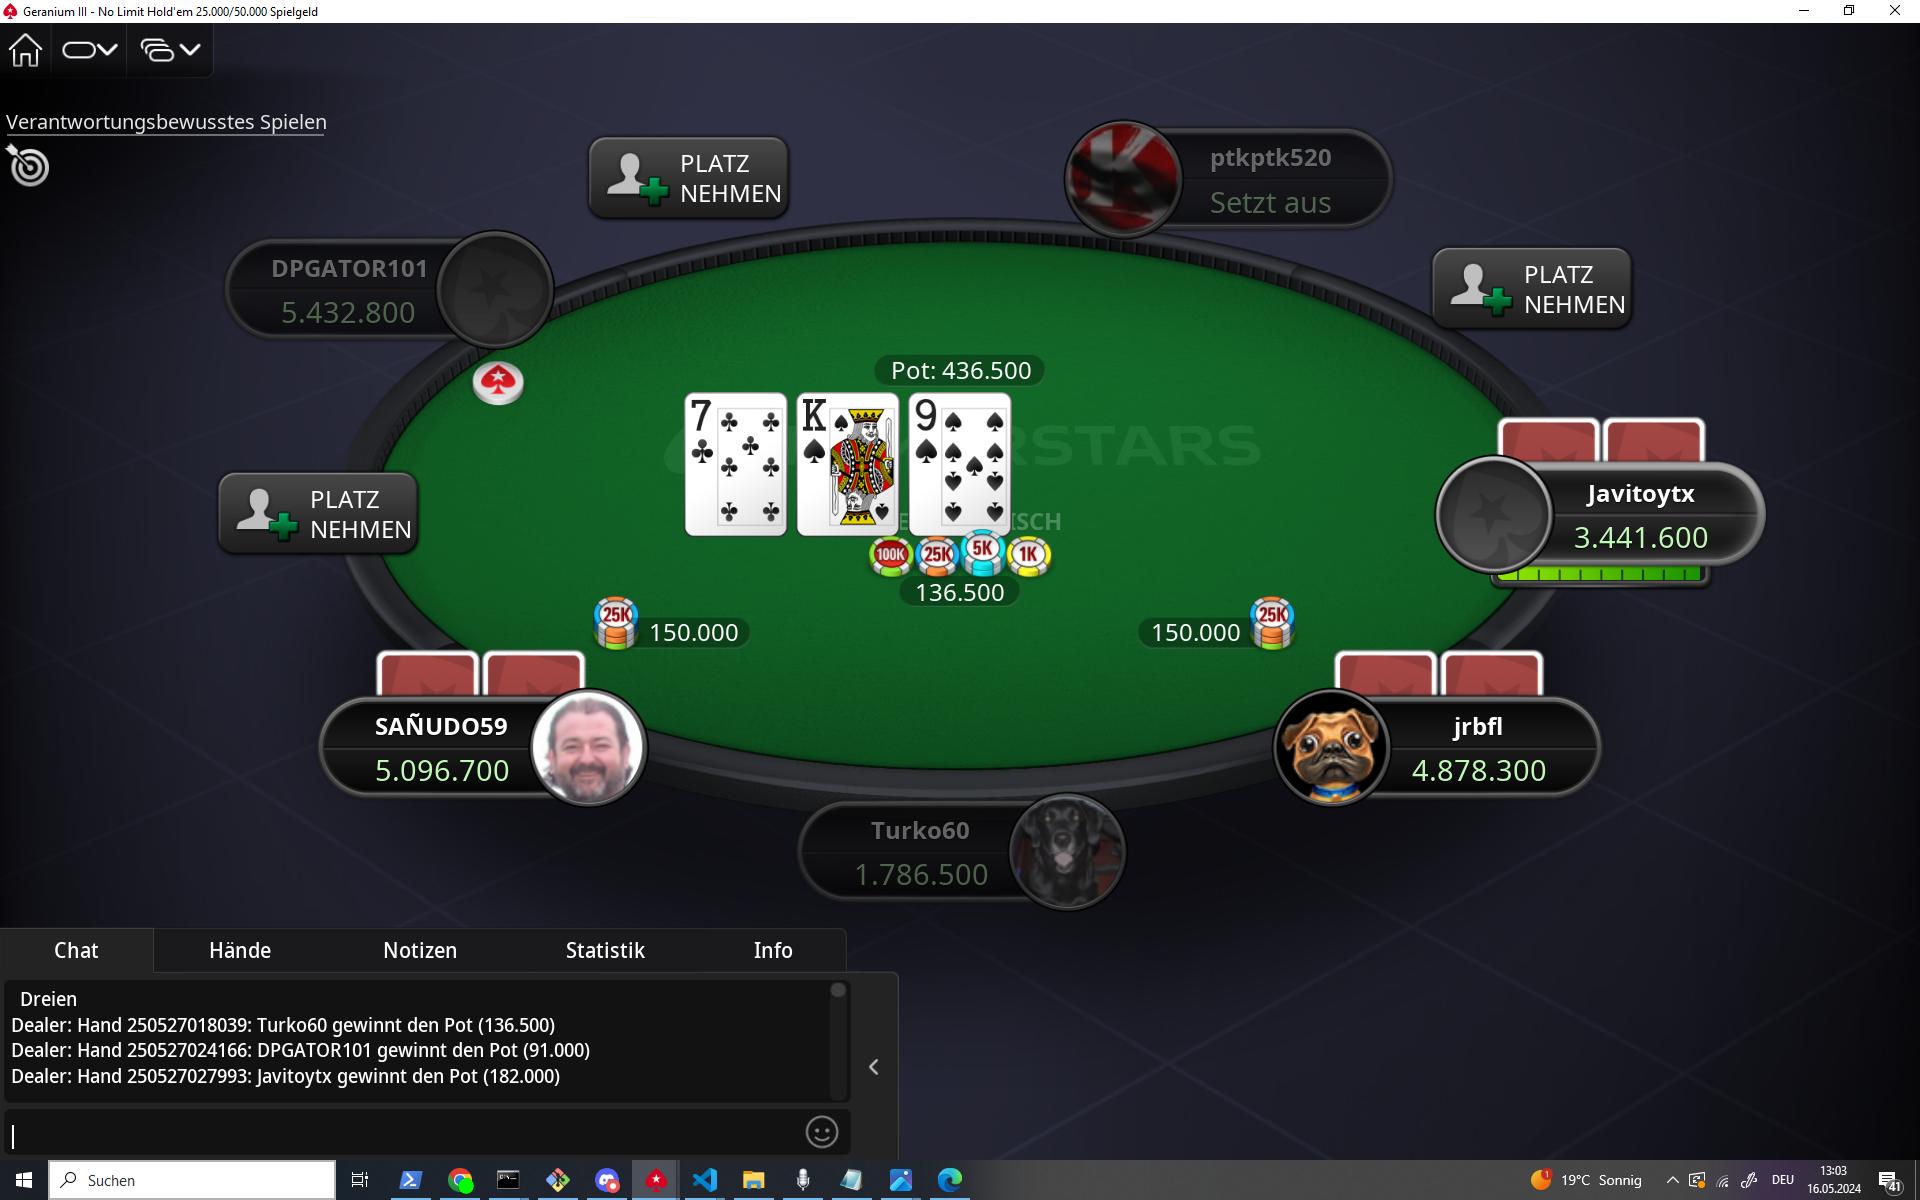 Geranium III - No Limit Hold'em 25.000/50.000 Spielgeld
Verantwortungsbewusstes Spielen
PLATZ
NEHMEN
ptkptk520
Setzt aus
DPGATOR101
5.432.800
PLATZ
NEHMEN
Pot: 436.500
7
K
9
RSTARS
ISCH
PLATZ
NEHMEN
Javitoytx
3.441.600
100K
25K
5K
1K
136.500
25K
150.000
150.000
25K
SAÑUDO59
5.096.700
jrbfl
4.878.300
Turko60
1.786.500
Chat
Hände
Notizen
Statistik
Info
Dreien
Dealer: Hand 250527018039: Turko60 gewinnt den Pot (136.500)
Dealer: Hand 250527024166: DPGATOR101 gewinnt den Pot (91.000)
Dealer: Hand 250527027993: Javitoytx gewinnt den Pot (182.000)
Suchen
1
19°C Sonnig
DEU
13:03
16.05.2024
41